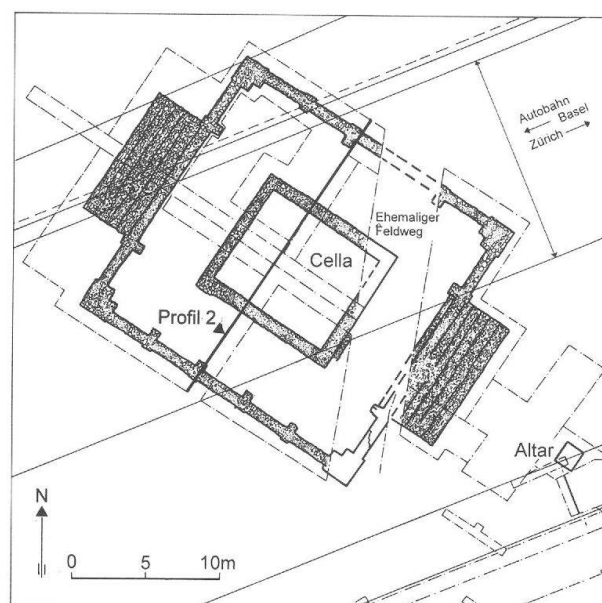 Autobahn
Basel
Zürich
Ehemaliger
Feldweg
Cella
Profil 2
Altar
N
0 5 10m